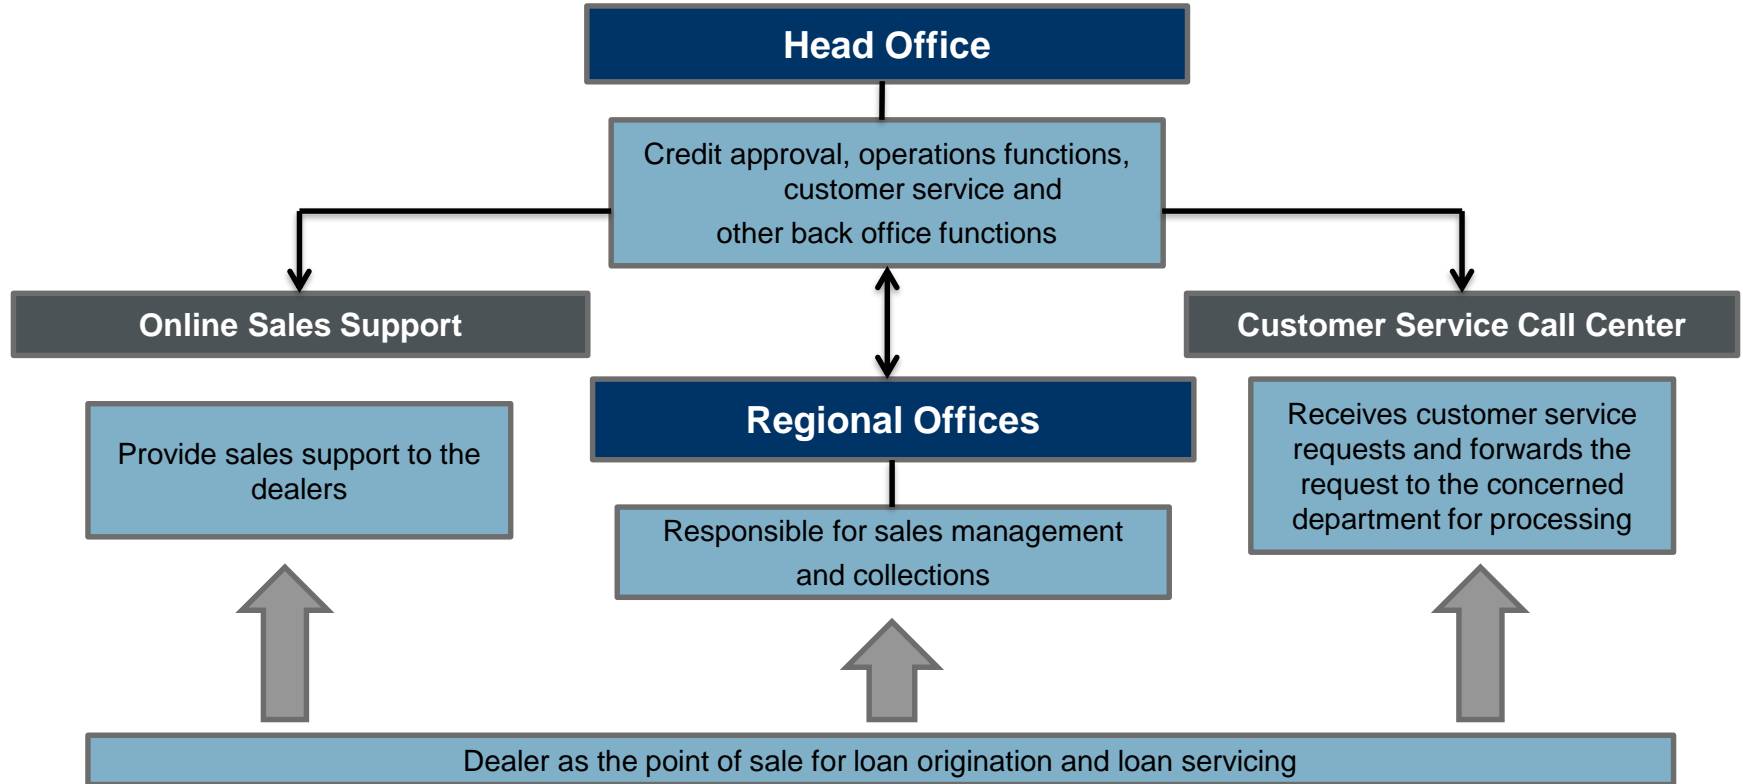 Head Office
Credit approval, operations functions,
customer service and
other back office functions
Online Sales Support
Customer Service Call Center
Provide sales support to the
dealers
Regional Offices
Responsible for sales management
and collections
Receives customer service
requests and forwards the
request to the concerned
department for processing
Dealer as the point of sale for loan origination and loan servicing